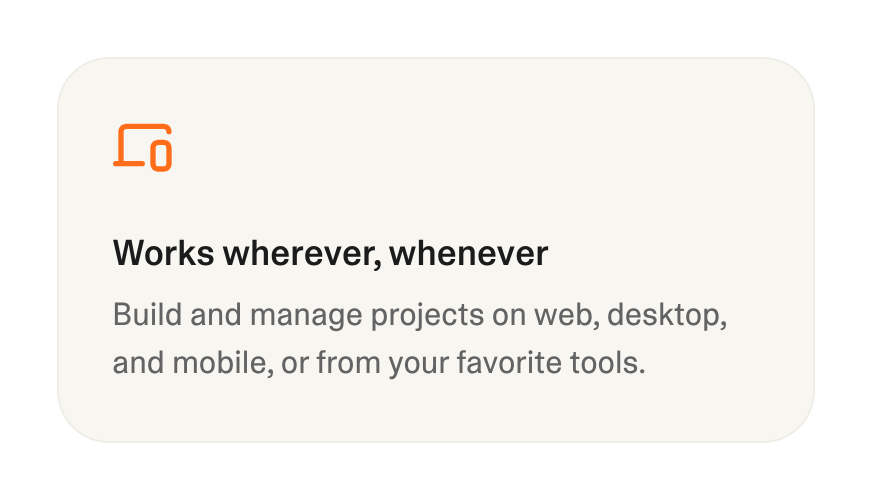 Works wherever, whenever
Build and manage projects on web, desktop,
and mobile, or from your favorite tools.